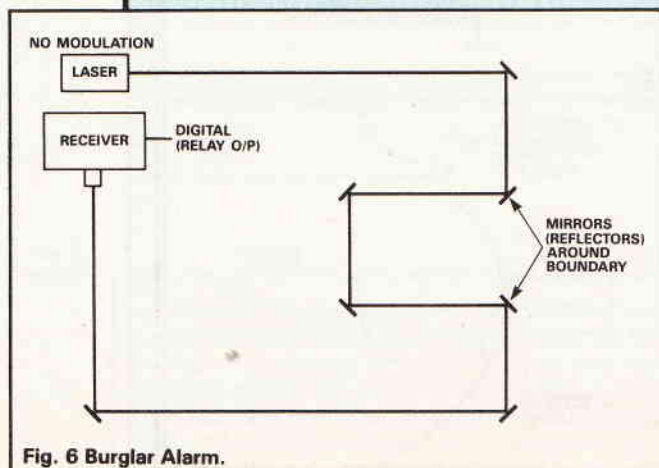 NO MODULATION
LASER
RECEIVER
DIGITAL
(RELAY O/P)
MIRRORS
(REFLECTORS)
AROUND
BOUNDARY
Fig. 6 Burglar Alarm.